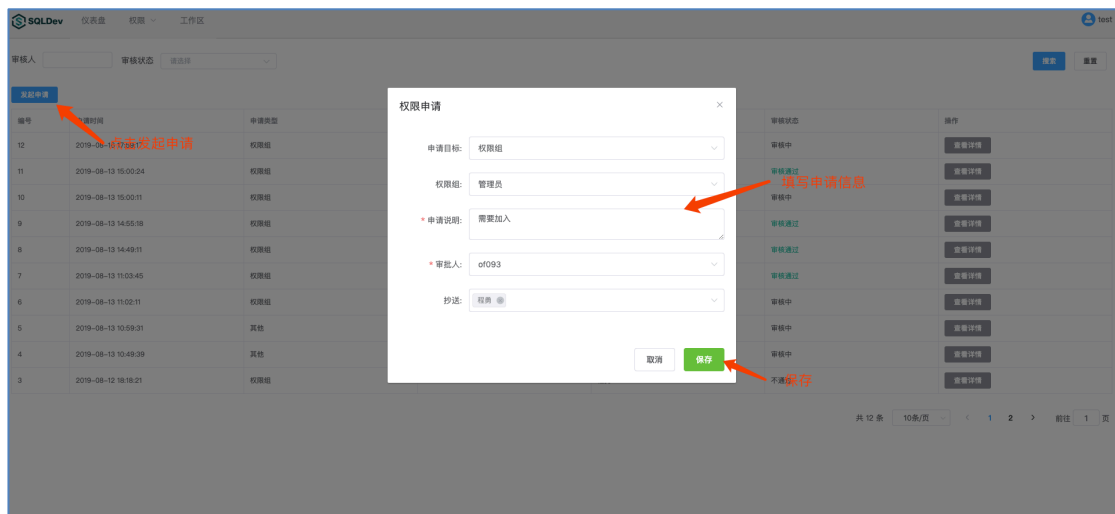 SQLDev 仪表盘 权限 工作区 test
审核人 审核状态 请选择 搜索 重置
发起申请
权限申请
编号 申请时间 申请类型 审核状态 操作
点击发起申请
12 2019-08-13 17:59:17 权限组 审核中 查看详情
申请目标: 权限组
11 2019-08-13 15:00:24 权限组 审核通过 查看详情
填写申请信息
权限组: 管理员
10 2019-08-13 15:00:11 权限组 审核中 查看详情
* 申请说明: 需要加入
9 2019-08-13 14:55:18 权限组 审核通过 查看详情
8 2019-08-13 14:49:11 权限组 审核通过 查看详情
* 审批人: of093
7 2019-08-13 11:03:45 权限组 审核通过 查看详情
抄送: 程勇
6 2019-08-13 11:02:11 权限组 审核中 查看详情
5 2019-08-13 10:59:31 其他 审核中 查看详情
4 2019-08-13 10:49:39 其他 审核中 查看详情
取消 保存
3 2019-08-12 18:18:21 权限组 不通过 查看详情
保存
共 12 条 10条/页 1 2 前往 1 页